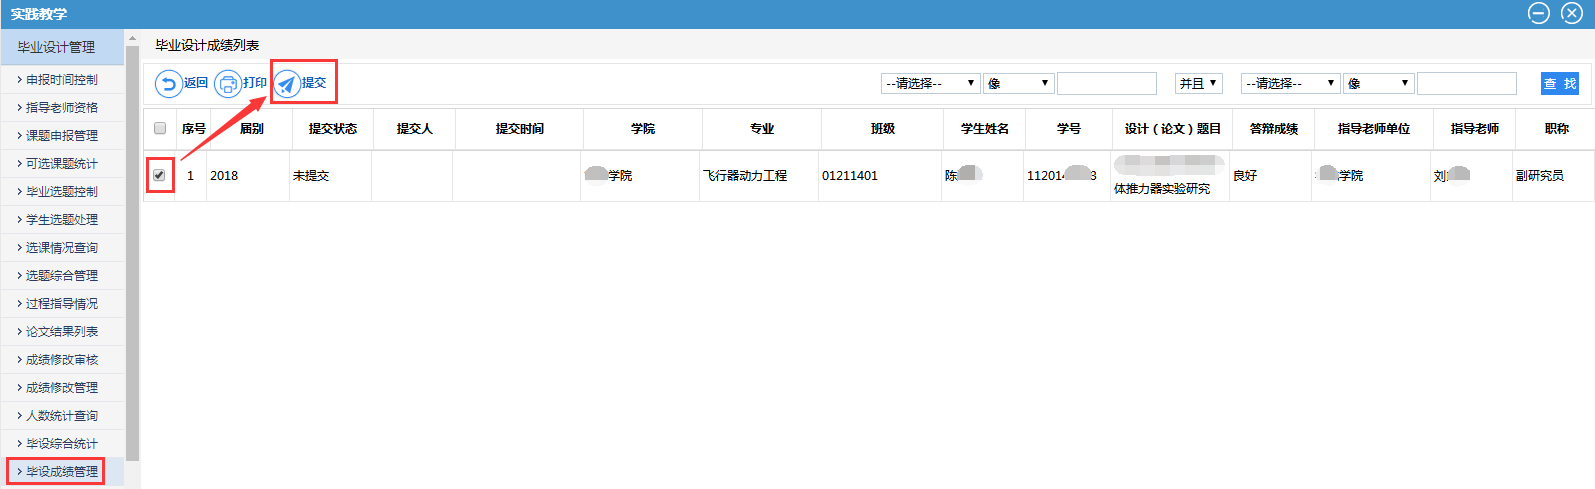 实践教学
毕业设计管理
申报时间控制
指导老师资格
课题申报管理
可选课题统计
毕业选题控制
学生选题处理
选课情况查询
选题综合管理
过程指导情况
论文结果列表
成绩修改审核
成绩修改管理
人数统计查询
毕设综合统计
毕设成绩管理
毕业设计成绩列表
返回 打印 提交 --请选择-- 像 并且 --请选择-- 像 查 找
序号 届别 提交状态 提交人 提交时间 学院 专业 班级 学生姓名 学号 设计（论文）题目 答辩成绩 指导老师单位 指导老师 职称
1 2018 未提交 学院 飞行器动力工程 01211401 陈 11201 3 体推力器实验研究 良好 学院 刘 副研究员